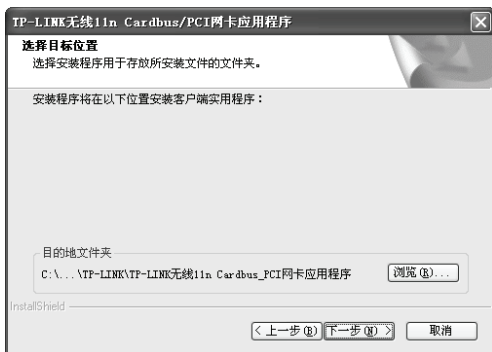 TP-LINK无线11n Cardbus/PCI网卡应用程序
选择目标位置
选择安装程序用于存放所安装文件的文件夹。
安装程序将在以下位置安装客户端实用程序：
目的地文件夹
C:\...\TP-LINK\TP-LINK无线11n Cardbus_PCI网卡应用程序
浏览(R)...
InstallShield
< 上一步(B) 下一步(N) > 取消